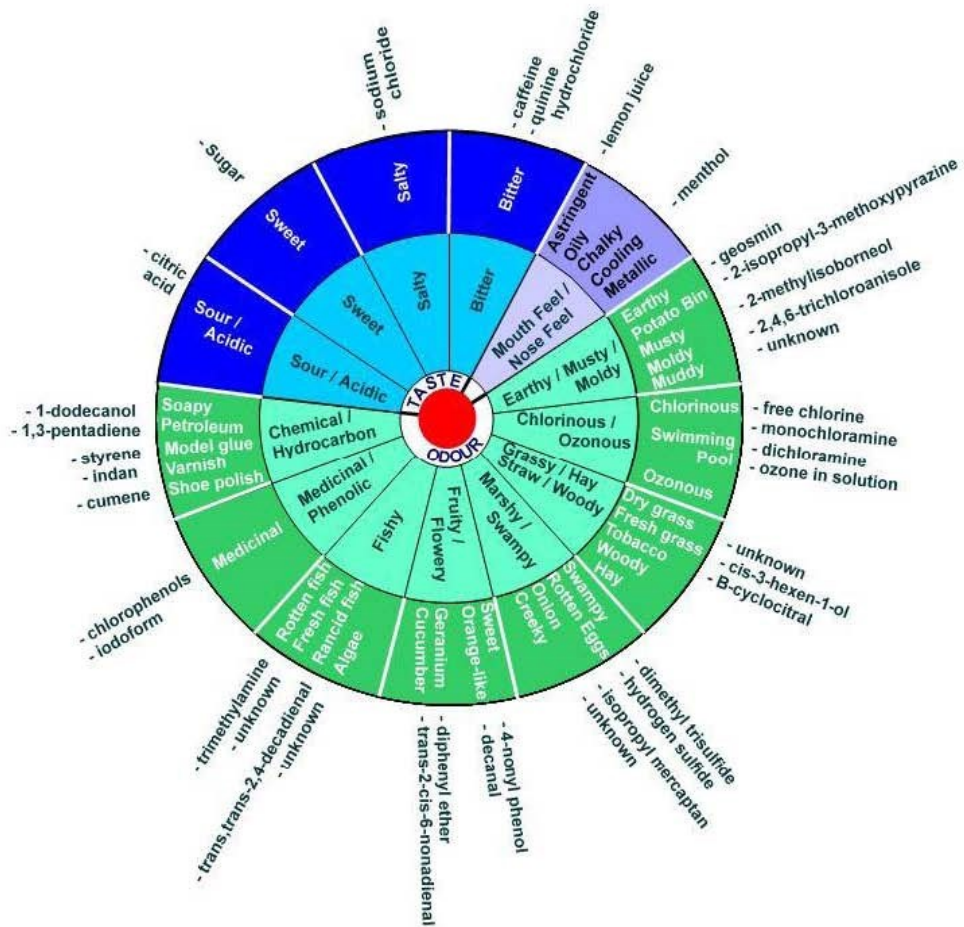 TASTE
ODOUR
Sour / Acidic
Sweet
Salty
Bitter
Mouth Feel /
Nose Feel
Earthy / Musty /
Moldy
Chlorinous /
Ozonous
Grassy / Hay
Straw / Woody
Marshy /
Swampy
Fruity /
Flowery
Fishy
Medicinal /
Phenolic
Chemical /
Hydrocarbon
Sour /
Acidic
- citric
acid
Sweet
- Sugar
Salty
- sodium
chloride
Bitter
- caffeine
- quinine
hydrochloride
Astringent
Oily
Chalky
Cooling
Metallic
- lemon juice
- menthol
Earthy
Potato Bin
Musty
Moldy
Muddy
- geosmin
- 2-isopropyl-3-methoxypyrazine
- 2-methylisoborneol
- 2,4,6-trichloroanisole
- unknown
Chlorinous
Swimming
Pool
Ozonous
- free chlorine
- monochloramine
- dichloramine
- ozone in solution
Dry grass
Fresh grass
Tobacco
Woody
Hay
- unknown
- cis-3-hexen-1-ol
- B-cyclocitral
Swampy
Rotten Eggs
Onion
Creeky
- dimethyl trisulfide
- hydrogen sulfide
- isopropyl mercaptan
- unknown
Sweet
Orange-like
Geranium
Cucumber
- 4-nonyl phenol
- decanal
- diphenyl ether
- trans-2-cis-6-nonadienal
Rotten fish
Fresh fish
Rancid fish
Algae
- trimethylamine
- unknown
- trans,trans-2,4-decadienal
- unknown
Medicinal
- chlorophenols
- iodoform
Soapy
Petroleum
Model glue
Varnish
Shoe polish
- 1-dodecanol
- 1,3-pentadiene
- styrene
- indan
- cumene